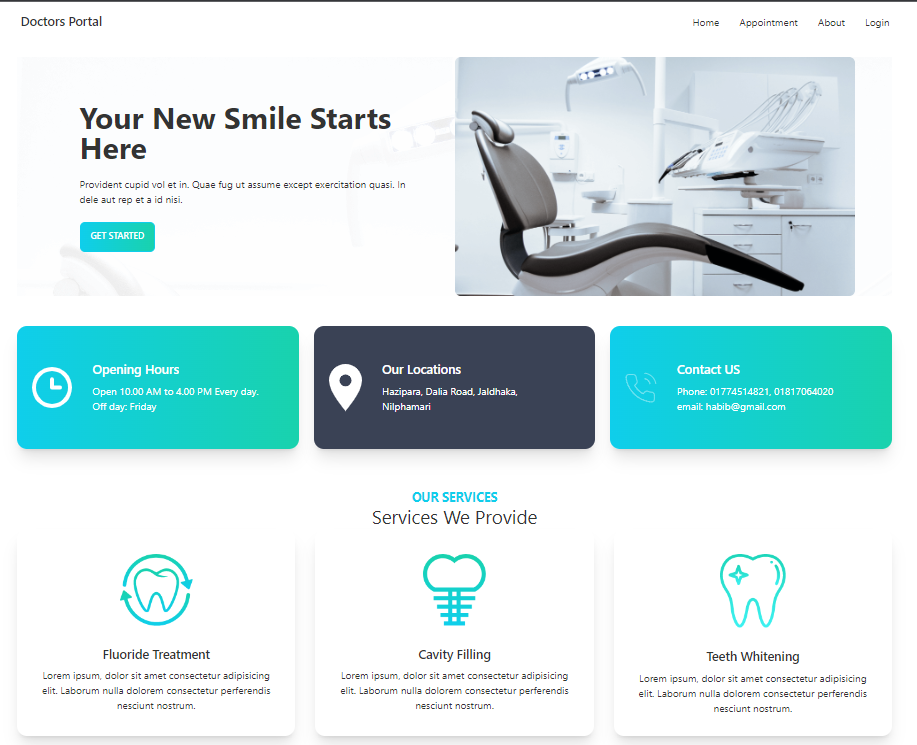 Doctors Portal
Home Appointment About Login
Your New Smile Starts
Here
Provident cupid vol et in. Quae fug ut assume except exercitation quasi. In
dele aut rep et a id nisi.
GET STARTED
Opening Hours
Open 10.00 AM to 4.00 PM Every day.
Off day: Friday
Our Locations
Hazipara, Dalia Road, Jaldhaka,
Nilphamari
Contact US
Phone: 01774514821, 01817064020
email: habib@gmail.com
OUR SERVICES
Services We Provide
Fluoride Treatment
Lorem ipsum, dolor sit amet consectetur adipisicing
elit. Laborum nulla dolorem consectetur perferendis
nesciunt nostrum.
Cavity Filling
Lorem ipsum, dolor sit amet consectetur adipisicing
elit. Laborum nulla dolorem consectetur perferendis
nesciunt nostrum.
Teeth Whitening
Lorem ipsum, dolor sit amet consectetur adipisicing
elit. Laborum nulla dolorem consectetur perferendis
nesciunt nostrum.